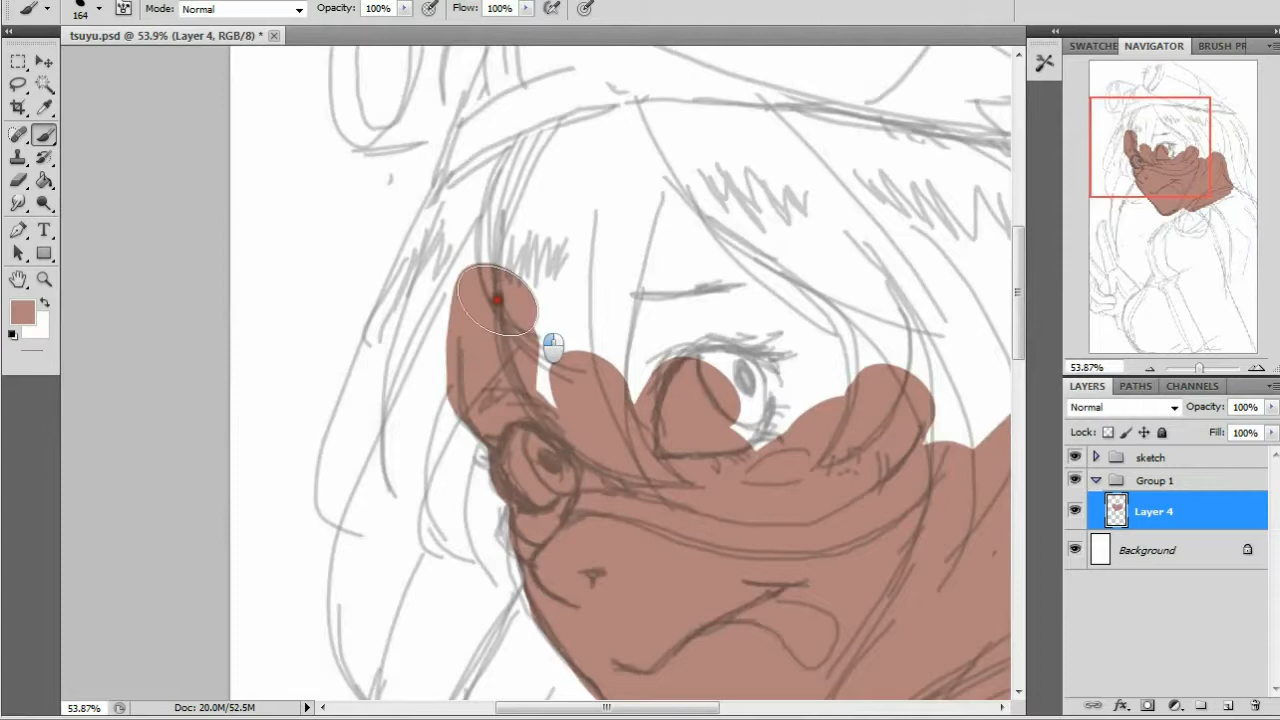 164 Mode: Normal Opacity: 100% Flow: 100%
tsuyu.psd @ 53.9% (Layer 4, RGB/8) *
SWATCHE NAVIGATOR BRUSH PR
53.87%
LAYERS PATHS CHANNELS
Normal Opacity: 100%
Lock: Fill: 100%
sketch
Group 1
Layer 4
Background
53.87% Doc: 20.0M/52.5M